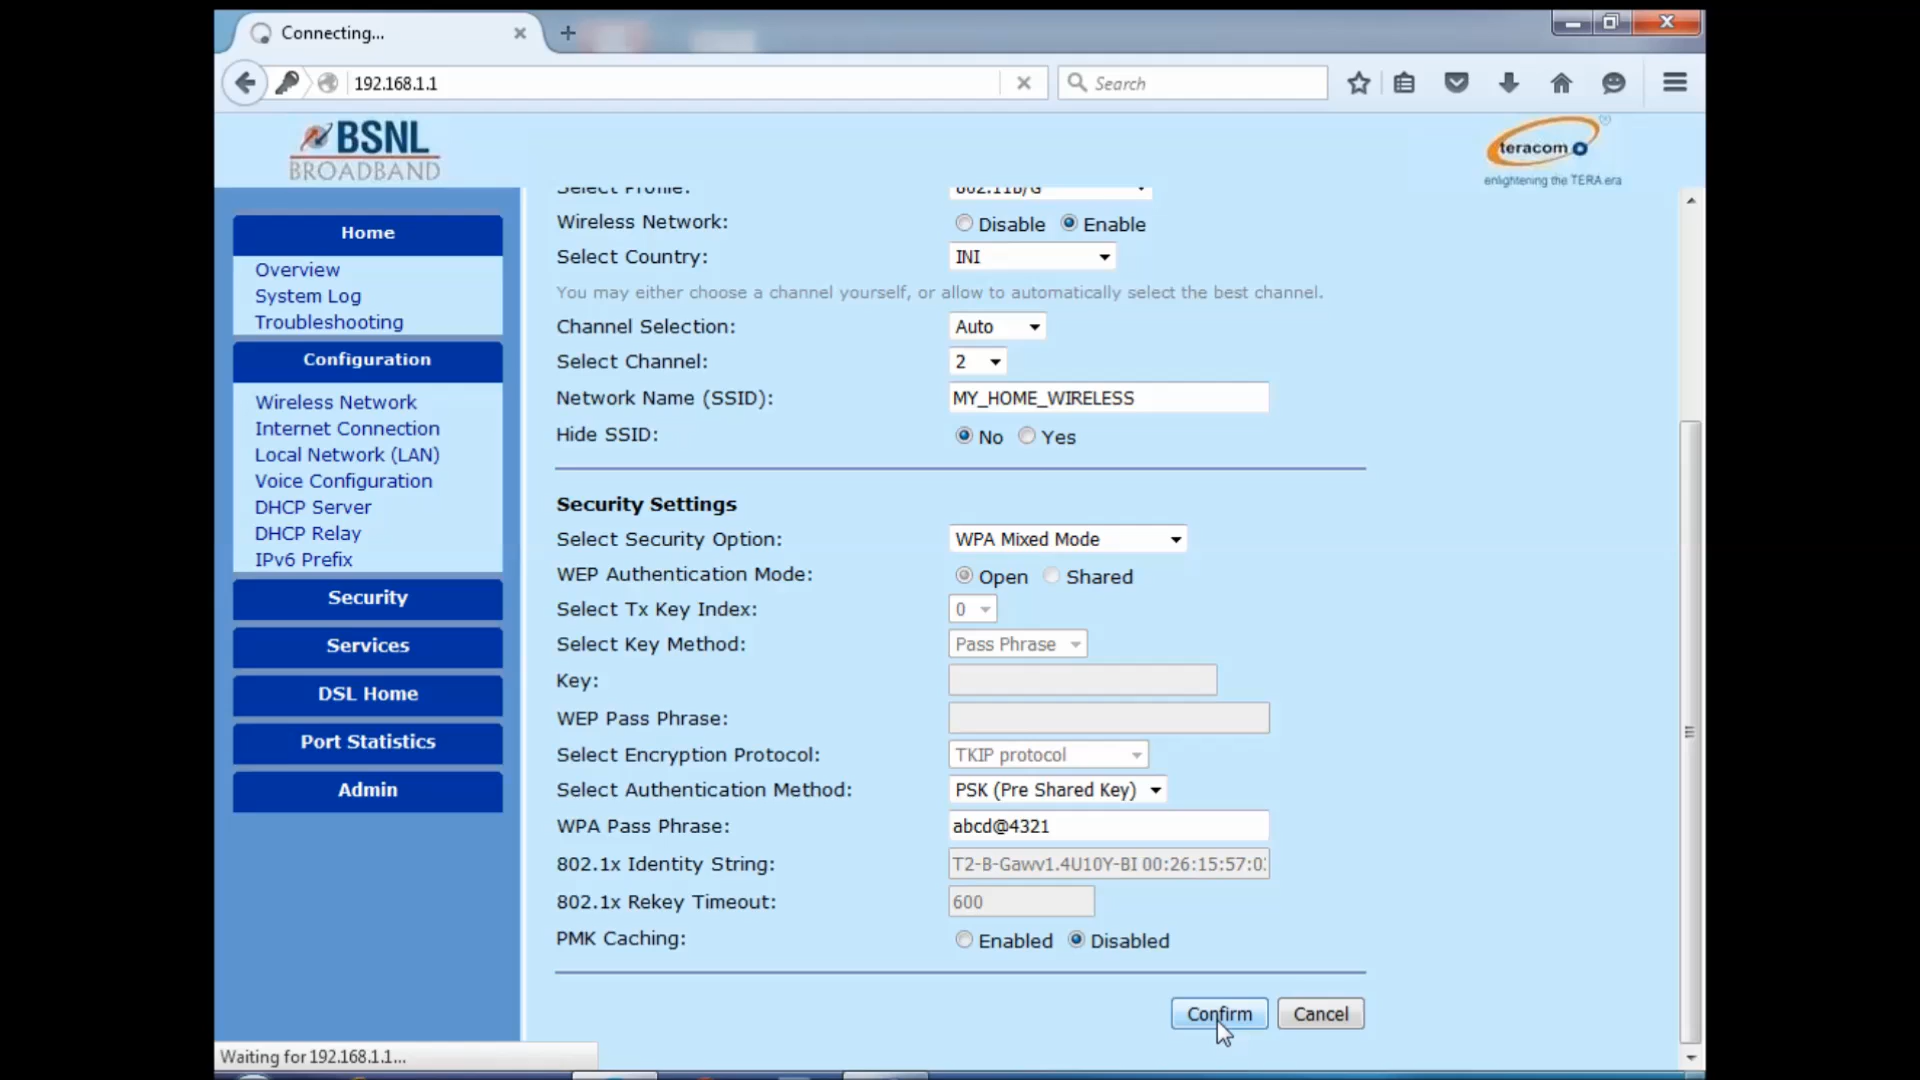 Connecting...
192.168.1.1
Search
BSNL
BROADBAND
teracom
®
enlightening the TERA era
Home
Overview
System Log
Troubleshooting
Configuration
Wireless Network
Internet Connection
Local Network (LAN)
Voice Configuration
DHCP Server
DHCP Relay
IPv6 Prefix
Security
Services
DSL Home
Port Statistics
Admin
Select Profile: 802.11B/G
Wireless Network: Disable Enable
Select Country: INI
You may either choose a channel yourself, or allow to automatically select the best channel.
Channel Selection: Auto
Select Channel: 2
Network Name (SSID): MY_HOME_WIRELESS
Hide SSID: No Yes
Security Settings
Select Security Option: WPA Mixed Mode
WEP Authentication Mode: Open Shared
Select Tx Key Index: 0
Select Key Method: Pass Phrase
Key:
WEP Pass Phrase:
Select Encryption Protocol: TKIP protocol
Select Authentication Method: PSK (Pre Shared Key)
WPA Pass Phrase: abcd@4321
802.1x Identity String: T2-B-Gawv1.4U10Y-BI 00:26:15:57:0
802.1x Rekey Timeout: 600
PMK Caching: Enabled Disabled
Confirm Cancel
Waiting for 192.168.1.1...